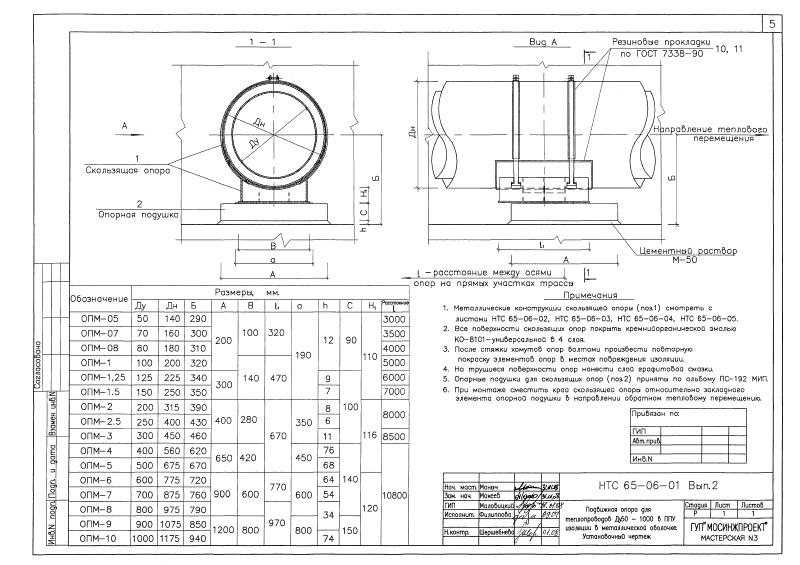 5
1 – 1
Вид А
Резиновые прокладки
по ГОСТ 7338-90
10, 11
1
А
Дн
Ду
Дн
Б
Б
Направление теплового
перемещения
1
Скользящая опора
2
Опорная подушка
H₁
C
h
В
а
А
l₁
А
Цементный раствор
М-50
L –расстояние между осями
опор на прямых участках трассы
1
Обозначение
Размеры, мм.
Ду Дн Б А В l₁ а h С H₁ Расстояние L
ОПМ-05 50 140 290 200 100 320 190 12 90 110 3000
ОПМ-07 70 160 300 3500
ОПМ-08 80 180 310 4000
ОПМ-1 100 200 320 5000
ОПМ-1,25 125 225 340 300 140 470 9 100 6000
ОПМ-1.5 150 250 350 7 7000
ОПМ-2 200 315 390 400 280 670 350 8 116 8000
ОПМ-2.5 250 400 430 6
ОПМ-3 300 450 460 11 8500
ОПМ-4 400 560 620 650 420 450 76 140 10800
ОПМ-5 500 675 670 68
ОПМ-6 600 775 720 900 600 770 600 64 120
ОПМ-7 700 875 760 54
ОПМ-8 800 975 790 970 34
ОПМ-9 900 1075 850 1200 800 800 150
ОПМ-10 1000 1175 940 74
Примечания
1. Металлические конструкции скользящей опоры (поз.1) смотреть с
листами НТС 65-06-02, НТС 65-06-03, НТС 65-06-04, НТС 65-06-05.
2. Все поверхности скользящих опор покрыть кремнийорганической эмалью
КО-8101-универсальной в 4 слоя.
3. После стяжки хомутов опор болтами произвести повторную
покраску элементов опор в местах повреждения изоляции.
4. На трущиеся поверхности опор нанести слой графитовой смазки.
5. Опорные подушки для скользящих опор (поз.2) приняты по альбому ПС-192 МИП.
6. При монтаже сместить края скользящей опоры относительно закладного
элемента опорной подушки в направлении обратном тепловому перемещению.
Привязан по:
ГИП
Авт.прив.
Инв.N
Согласовано
Взамен инв.N
Подп. и дата
Инв.N подл.
Нач. маст. Манын
Зам. нач. Макеев
ГИП Маловицкий
Исполнит. Филиппова
Н.контр. Шершебнева
НТС 65-06-01 Вып.2
Подвижная опора для
теплопроводов Ду50 – 1000 в ППУ
изоляции в металлической оболочке
Установочный чертеж
Стадия Лист Листов
Р 1 1
ГУП"МОСИНЖПРОЕКТ"
МАСТЕРСКАЯ N3